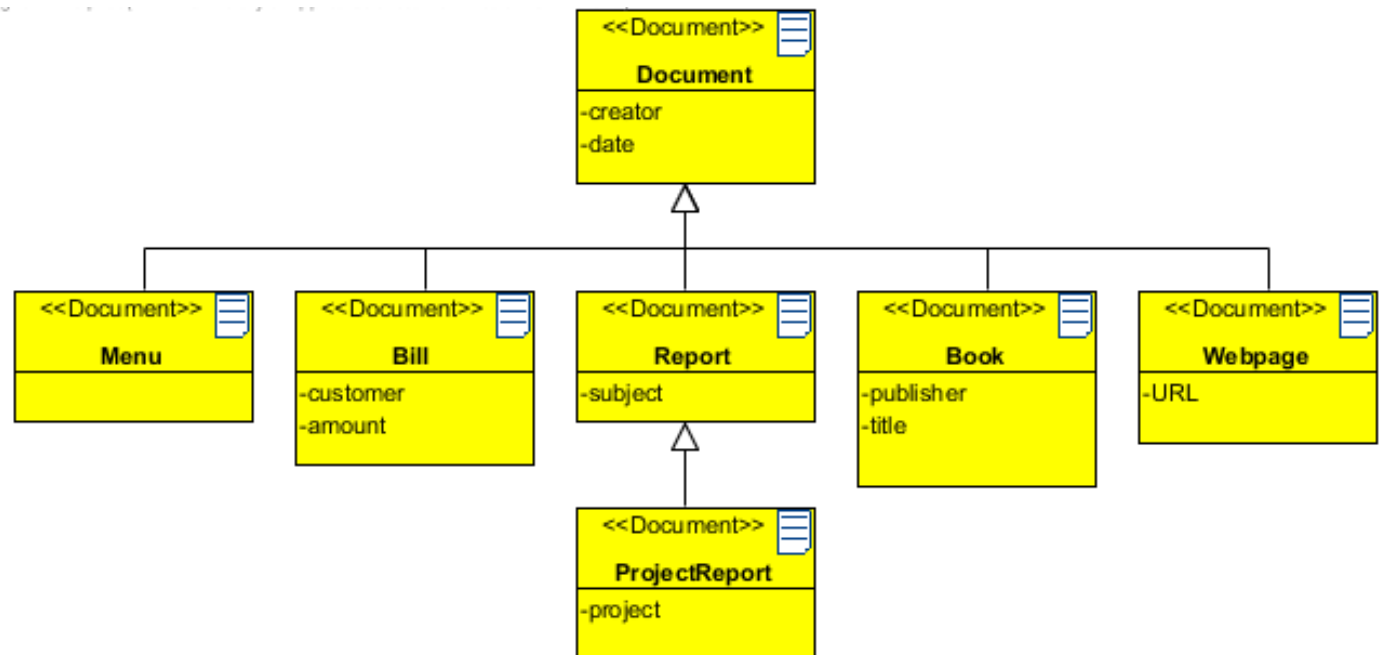 <<Document>>
Document
-creator
-date
<<Document>>
Menu
<<Document>>
Bill
-customer
-amount
<<Document>>
Report
-subject
<<Document>>
Book
-publisher
-title
<<Document>>
Webpage
-URL
<<Document>>
ProjectReport
-project